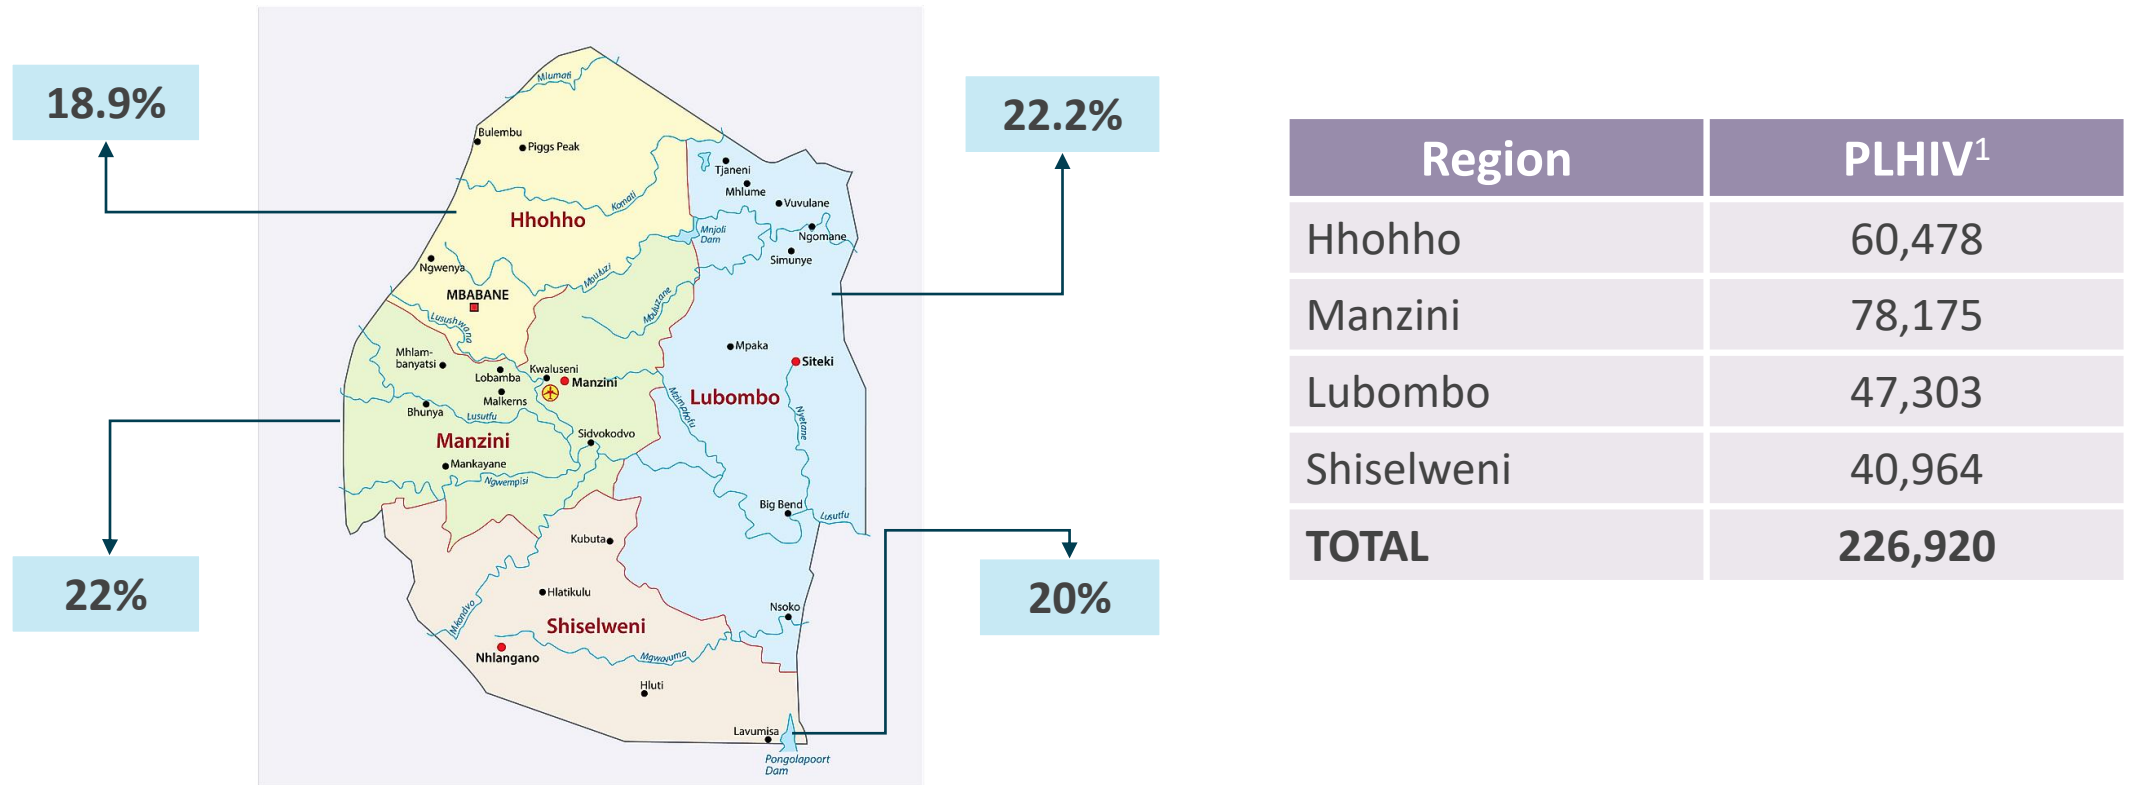 18.9%
22.2%
22%
20%
Mlumati
Bulembu
Piggs Peak
Tjaneni
Mhlume
Komati
Vuvulane
Hhohho
Mnjoli
Dam
Ngomane
Simunye
Ngwenya
Mbuluzi
MBABANE
Mbuluzane
Lusushwana
Mpaka
Mhlam-
banyatsi
Siteki
Kwaluseni
Lobamba
Manzini
Malkerns
Lubombo
Mzimphofu
Nyetane
Bhunya
Lusutfu
Manzini
Sidvokodvo
Mankayane
Ngwempisi
Big Bend
Lusutfu
Kubuta
Hlatikulu
Mkondvo
Nsoko
Shiselweni
Nhlangano
Mgwavuma
Hluti
Lavumisa
Pongolapoort
Dam
Region PLHIV1
Hhohho 60,478
Manzini 78,175
Lubombo 47,303
Shiselweni 40,964
TOTAL 226,920